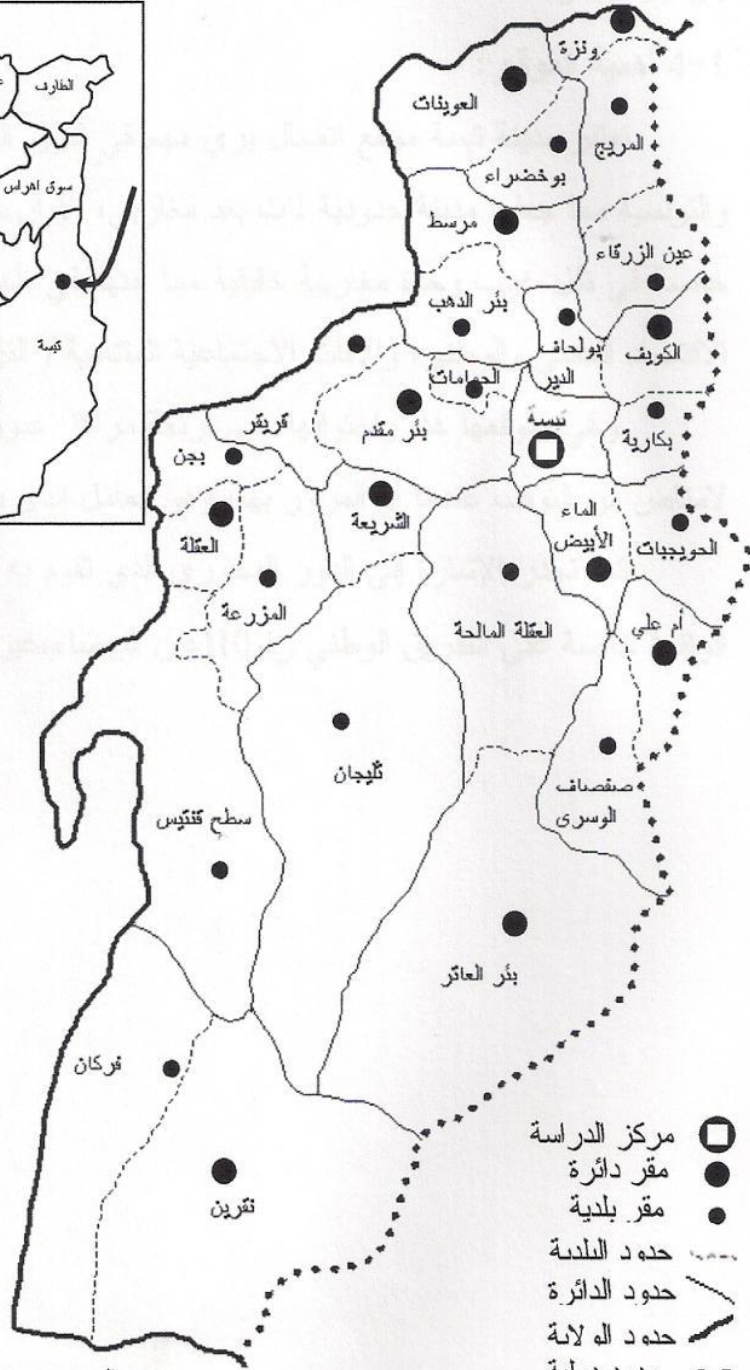 الطارف
سوق اهراس
تبسة
ونزة
العوينات
المريج
بوخضراء
مرسط
عين الزرقاء
بئر الذهب
بولحاف
الدير
الكويف
الحمامات
تبسة
بكارية
قريقر
بئر مقدم
بجن
الشريعة
الماء
الأبيض
الحويجبات
العقلة
المزرعة
العقلة المالحة
أم علي
ثليجان
صفصاف
الوسرى
سطح قنتيس
بئر العاتر
فركان
نقرين
مركز الدراسة
مقر دائرة
مقر بلدية
حدود البلدية
حدود الدائرة
حدود الولاية